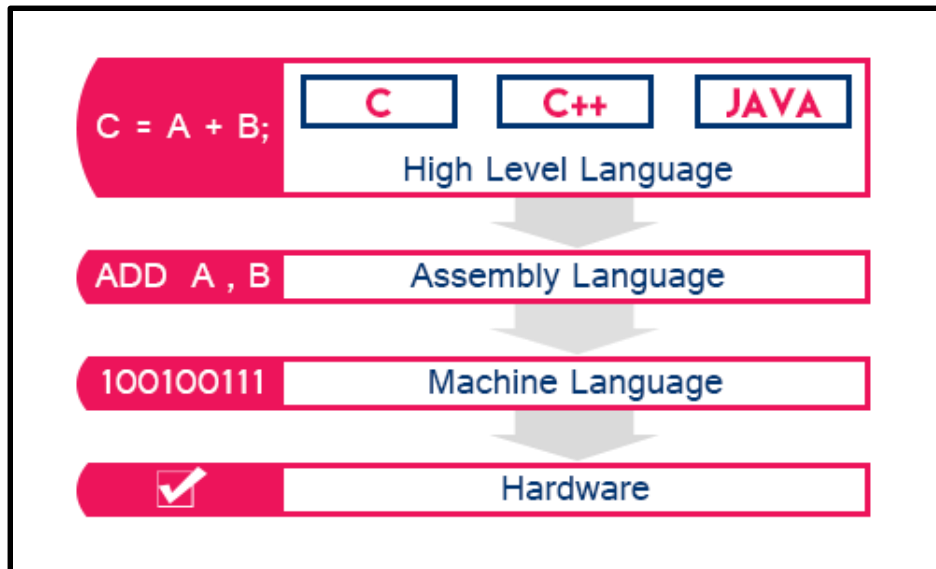 C = A + B;
C C++ JAVA
High Level Language
ADD A , B
Assembly Language
100100111
Machine Language
Hardware